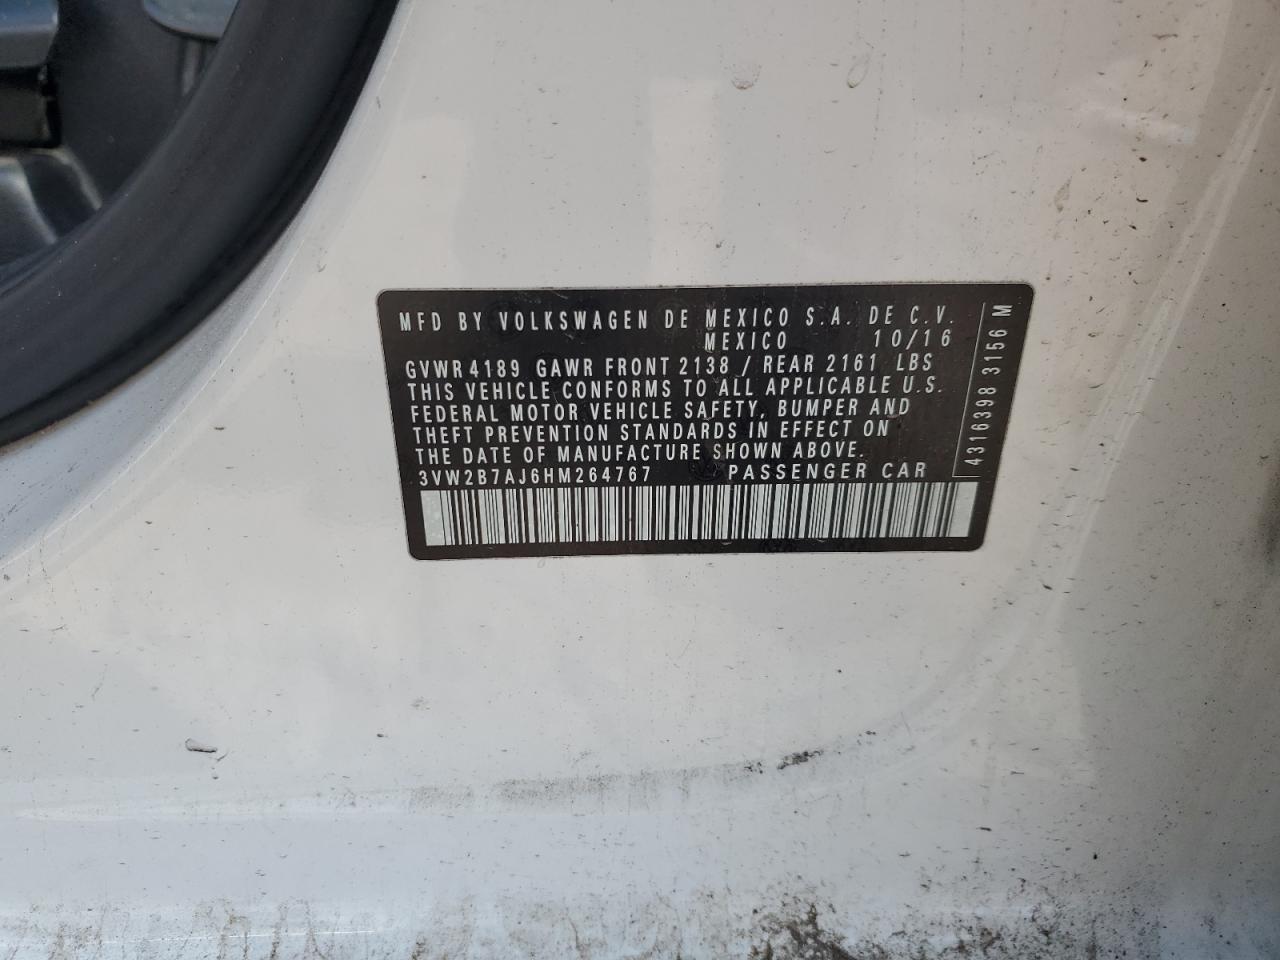 MFD BY VOLKSWAGEN DE MEXICO S.A. DE C.V.
MEXICO 10/16
GVWR 4189 GAWR FRONT 2138 / REAR 2161 LBS
THIS VEHICLE CONFORMS TO ALL APPLICABLE U.S.
FEDERAL MOTOR VEHICLE SAFETY, BUMPER AND
THEFT PREVENTION STANDARDS IN EFFECT ON
THE DATE OF MANUFACTURE SHOWN ABOVE.
3VW2B7AJ6HM264767 PASSENGER CAR
4316398 3156 M